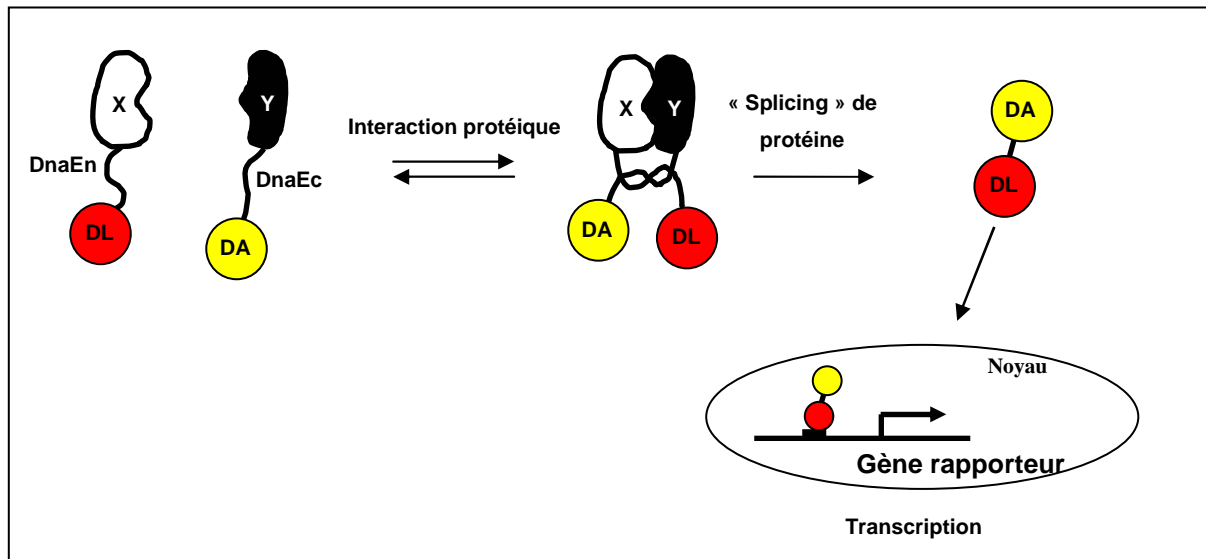 X
Y
DnaEn
DnaEc
DL
DA
Interaction protéique
X
Y
DA
DL
« Splicing » de
protéine
DA
DL
Noyau
Gène rapporteur
Transcription